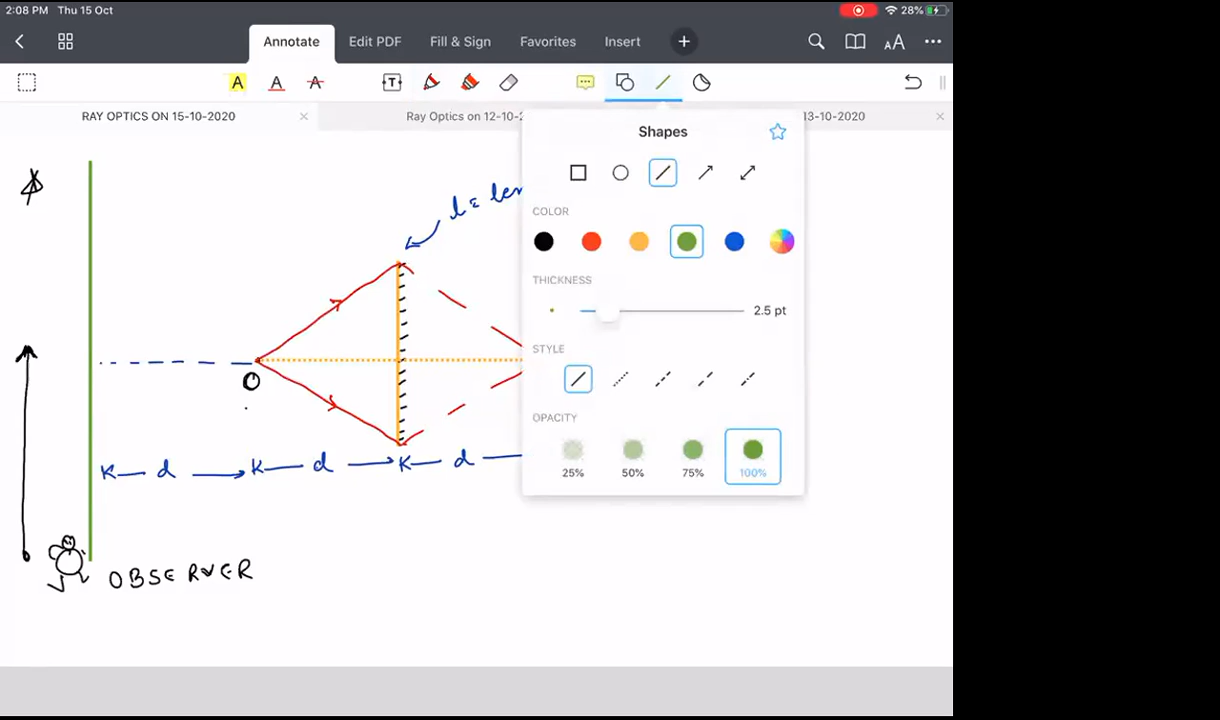 2:08 PM Thu 15 Oct 28%
Annotate Edit PDF Fill & Sign Favorites Insert
RAY OPTICS ON 15-10-2020 Ray Optics on 12-10-2 13-10-2020
Shapes
COLOR
THICKNESS
2.5 pt
STYLE
OPACITY
25% 50% 75% 100%
l = len
O
d d d
OBSERVER